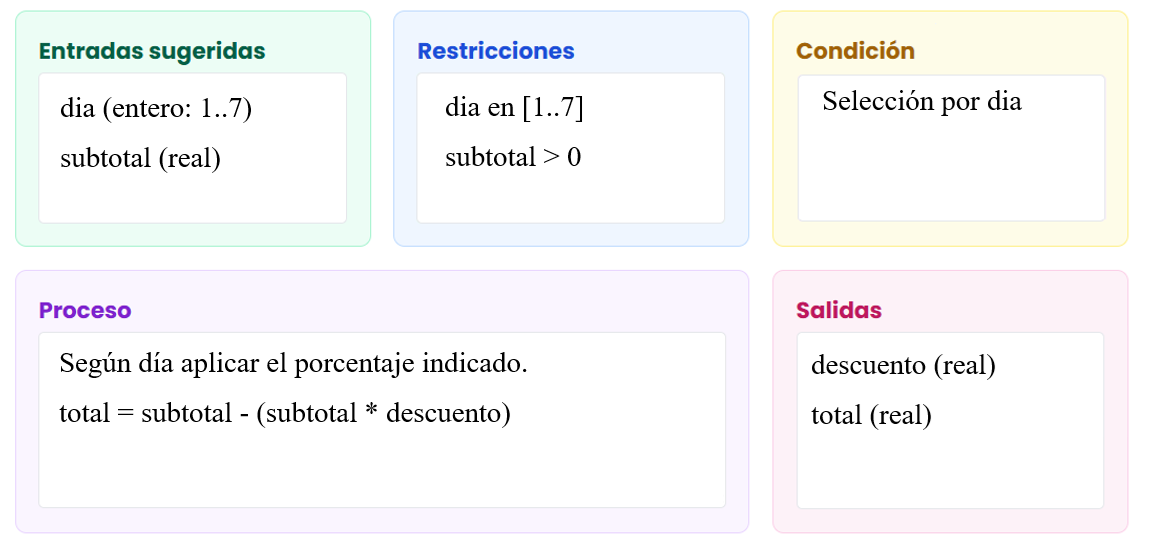 Entradas sugeridas
dia (entero: 1..7)
subtotal (real)
Restricciones
dia en [1..7]
subtotal > 0
Condición
Selección por dia
Proceso
Según día aplicar el porcentaje indicado.
total = subtotal - (subtotal * descuento)
Salidas
descuento (real)
total (real)